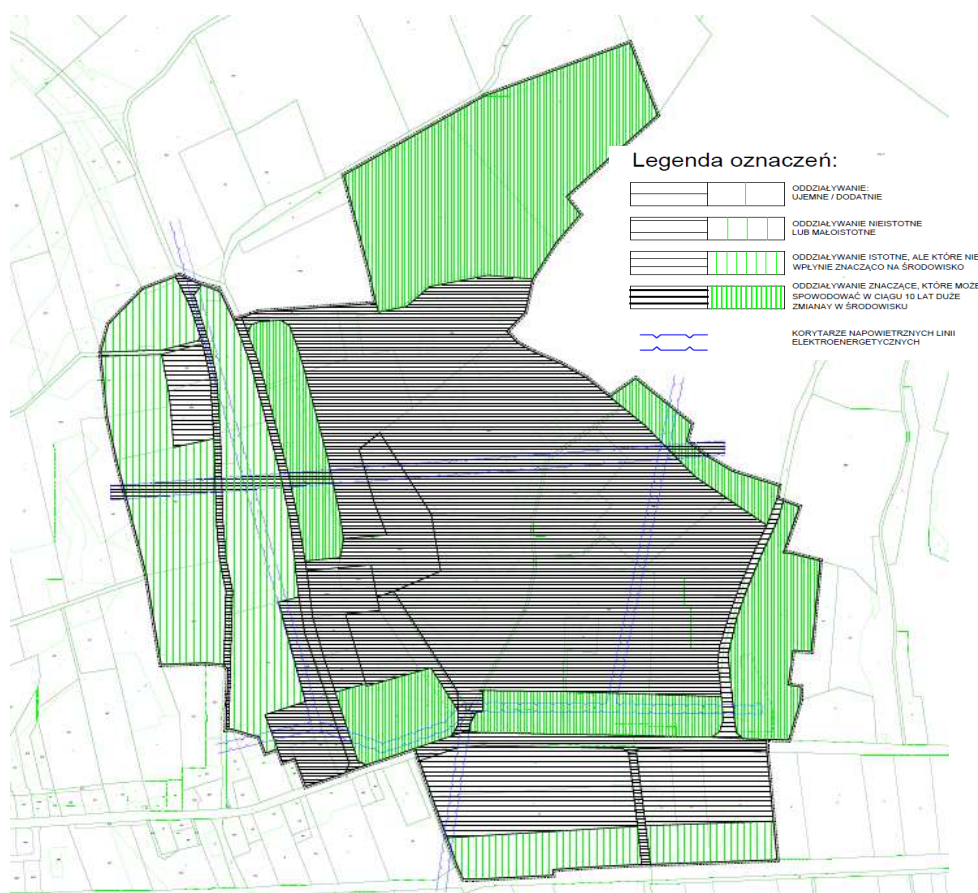 Legenda oznaczeń:
ODDZIAŁYWANIE:
UJEMNE / DODATNIE
ODDZIAŁYWANIE NIEISTOTNE
LUB MAŁOISTOTNE
ODDZIAŁYWANIE ISTOTNE, ALE KTÓRE NIE
WPŁYNIE ZNACZĄCO NA ŚRODOWISKO
ODDZIAŁYWANIE ZNACZĄCE, KTÓRE MOŻE
SPOWODOWAĆ W CIĄGU 10 LAT DUŻE
ZMIANAY W ŚRODOWISKU
KORYTARZE NAPOWIETRZNYCH LINII
ELEKTROENERGETYCZNYCH